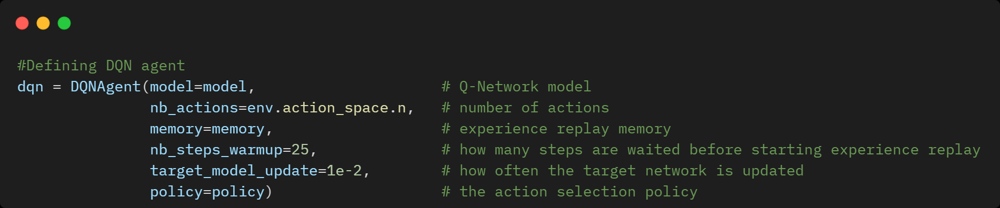 #Defining DQN agent
dqn = DQNAgent(model=model,                     # Q-Network model
               nb_actions=env.action_space.n,   # number of actions
               memory=memory,                   # experience replay memory
               nb_steps_warmup=25,              # how many steps are waited before starting experience replay
               target_model_update=1e-2,        # how often the target network is updated
               policy=policy)                   # the action selection policy